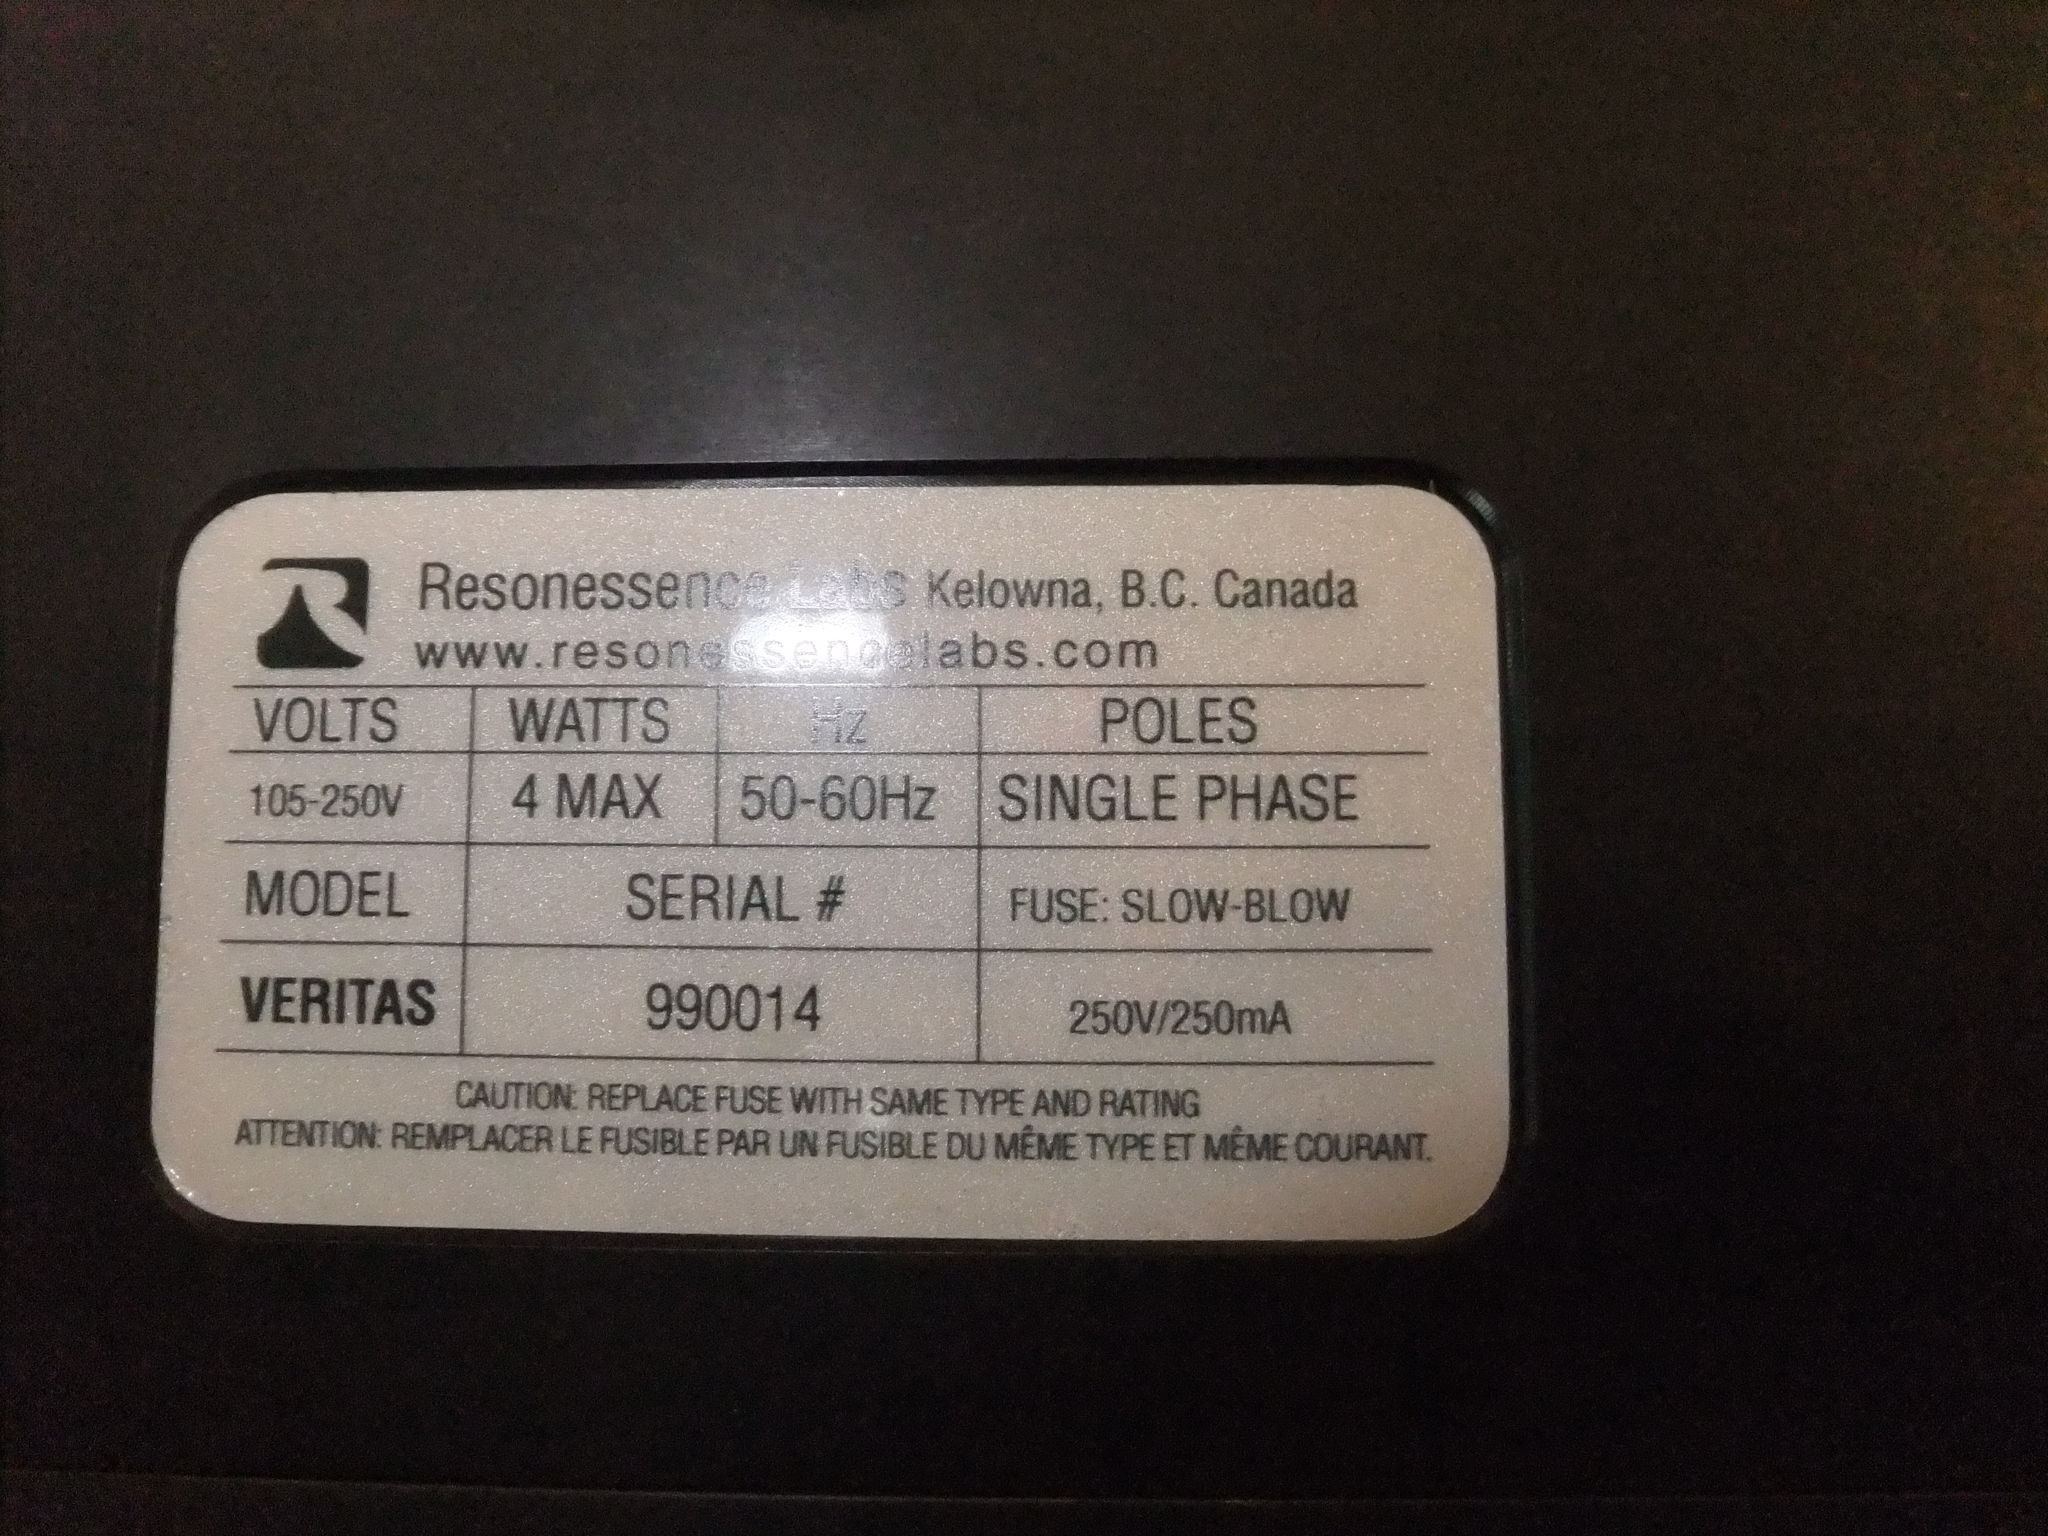 Resonessence Labs Kelowna, B.C. Canada
www.resonessencelabs.com
VOLTS WATTS Hz POLES
105-250V 4 MAX 50-60Hz SINGLE PHASE
MODEL SERIAL # FUSE: SLOW-BLOW
VERITAS 990014 250V/250mA
CAUTION: REPLACE FUSE WITH SAME TYPE AND RATING
ATTENTION: REMPLACER LE FUSIBLE PAR UN FUSIBLE DU MÊME TYPE ET MÊME COURANT.